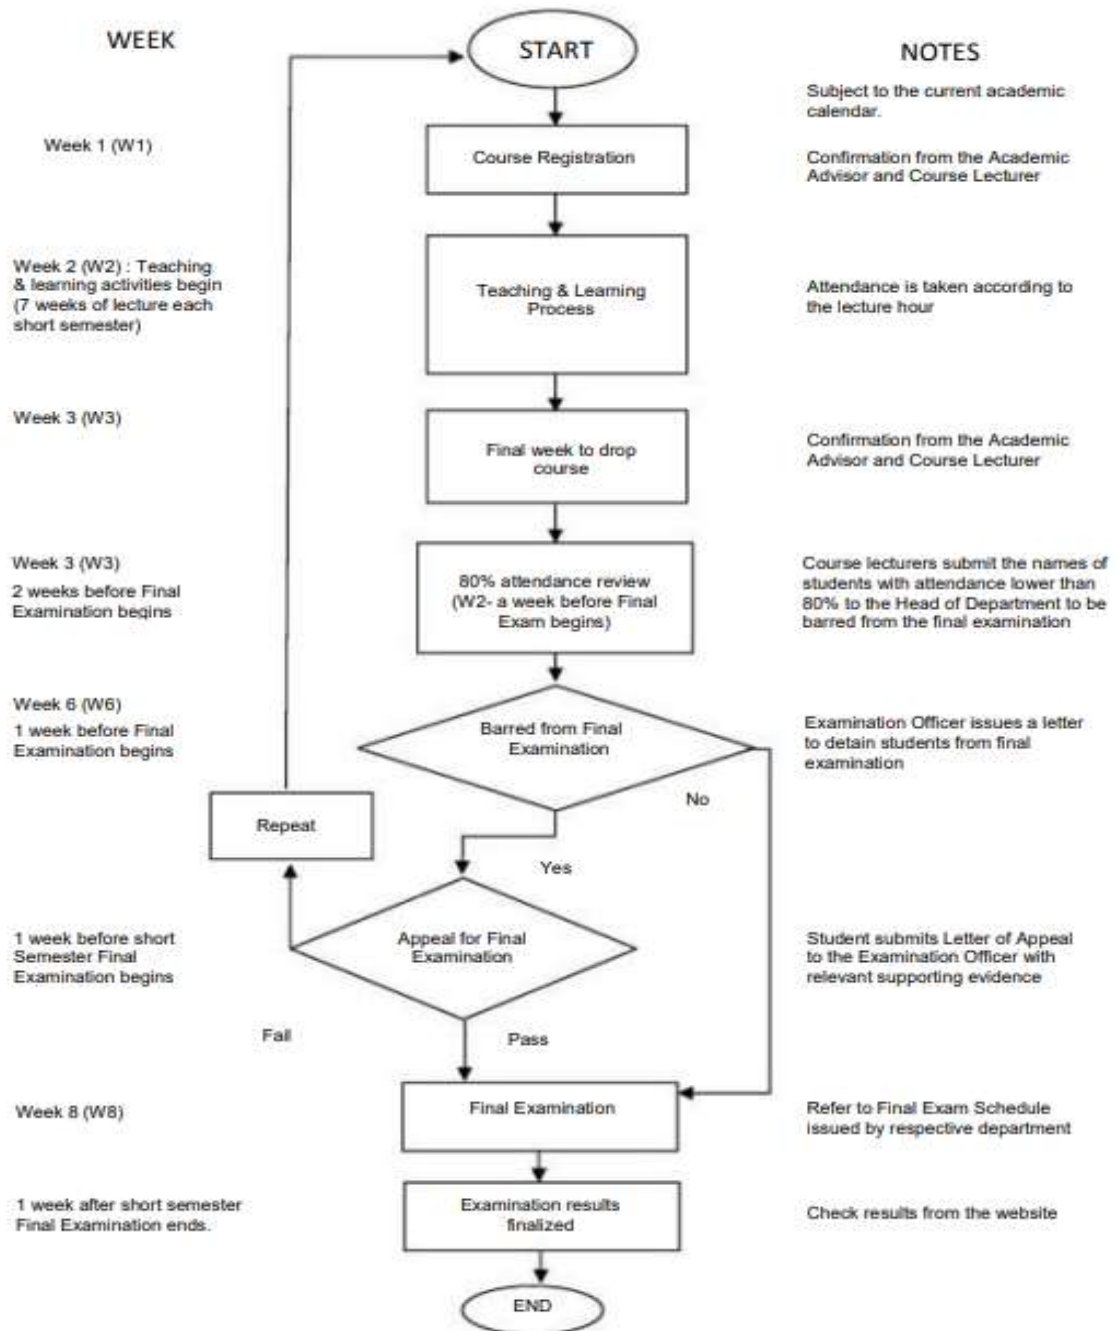 WEEK
START
NOTES
Subject to the current academic
calendar.
Week 1 (W1)
Course Registration
Confirmation from the Academic
Advisor and Course Lecturer
Week 2 (W2) : Teaching
& learning activities begin
(7 weeks of lecture each
short semester)
Teaching & Learning
Process
Attendance is taken according to
the lecture hour
Week 3 (W3)
Final week to drop
course
Confirmation from the Academic
Advisor and Course Lecturer
Week 3 (W3)
2 weeks before Final
Examination begins
80% attendance review
(W2- a week before Final
Exam begins)
Course lecturers submit the names of
students with attendance lower than
80% to the Head of Department to be
barred from the final examination
Week 6 (W6)
1 week before Final
Examination begins
Barred from Final
Examination
Examination Officer issues a letter
to detain students from final
examination
No
Repeat
Yes
1 week before short
Semester Final
Examination begins
Appeal for Final
Examination
Student submits Letter of Appeal
to the Examination Officer with
relevant supporting evidence
Fail
Pass
Week 8 (W8)
Final Examination
Refer to Final Exam Schedule
issued by respective department
1 week after short semester
Final Examination ends.
Examination results
finalized
Check results from the website
END